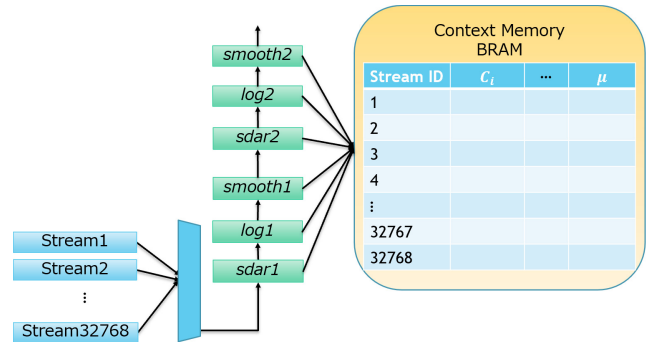 smooth2
log2
sdar2
smooth1
log1
sdar1
Stream1
Stream2
⋮
Stream32768
Context Memory
BRAM
Stream ID C_i ... μ
1
2
3
4
⋮
32767
32768